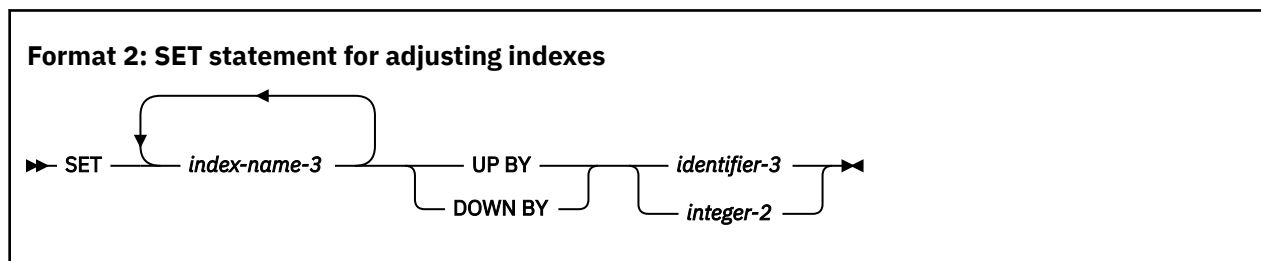 Format 2: SET statement for adjusting indexes
SET index-name-3 UP BY identifier-3
DOWN BY integer-2